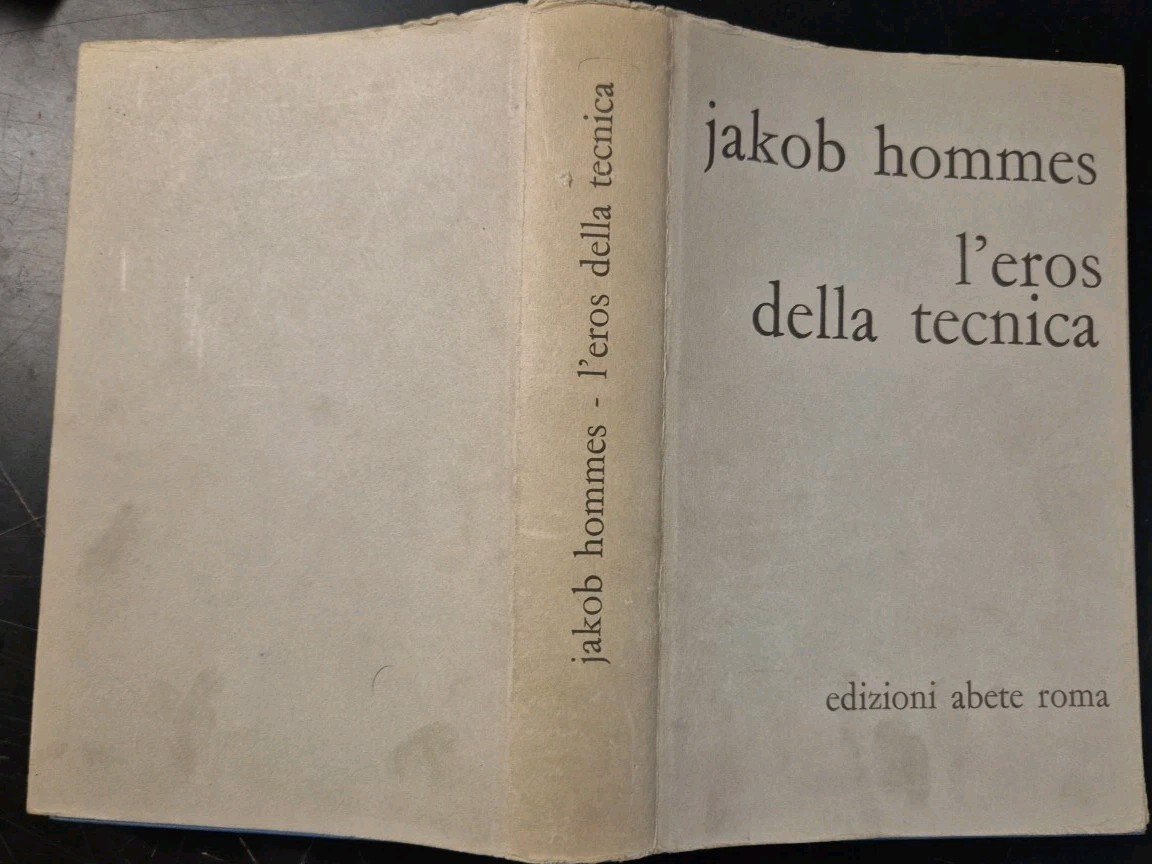 jakob hommes - l'eros della tecnica
jakob hommes
l'eros
della tecnica
edizioni abete roma